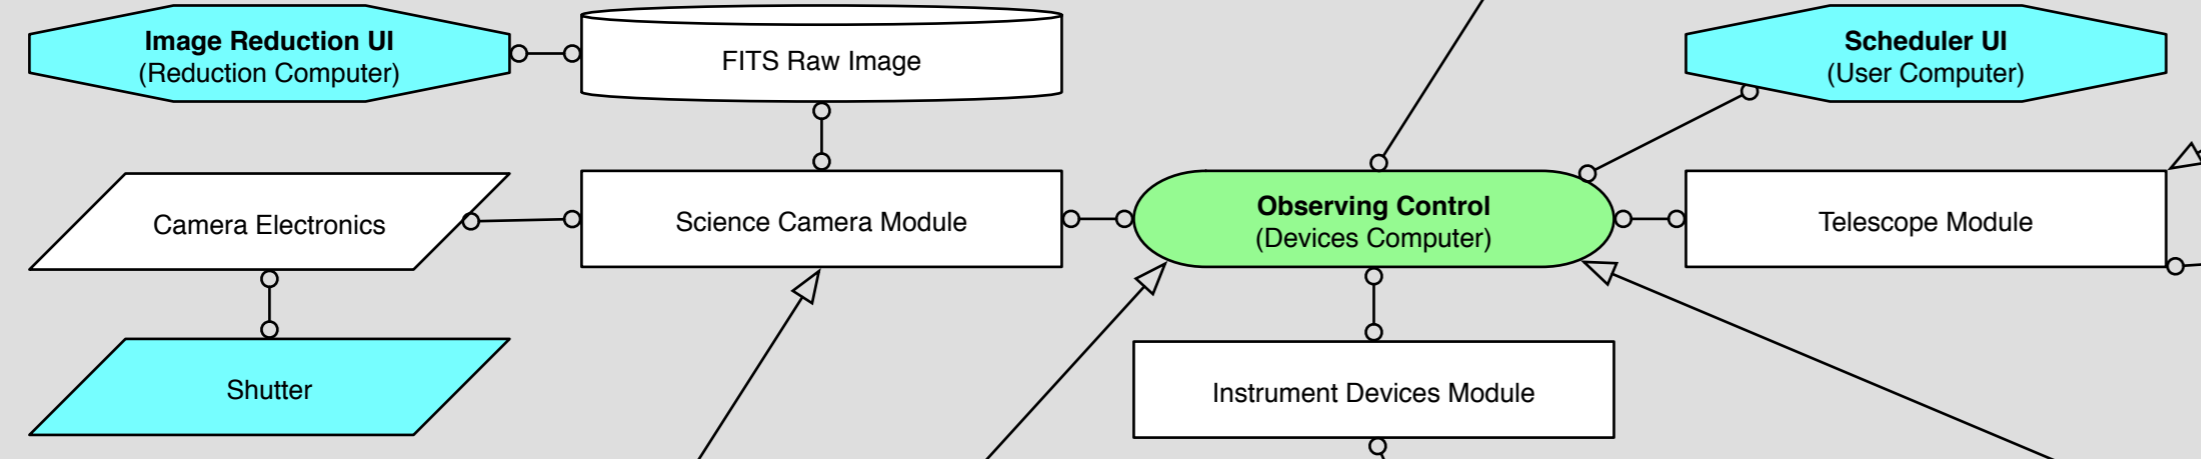 Image Reduction UI
(Reduction Computer)
FITS Raw Image
Scheduler UI
(User Computer)
Camera Electronics
Science Camera Module
Observing Control
(Devices Computer)
Telescope Module
Shutter
Instrument Devices Module